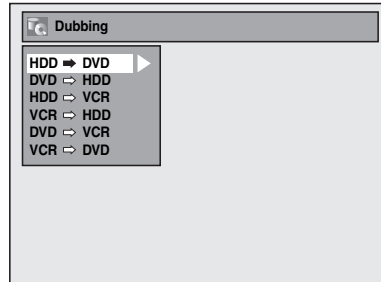 Dubbing
HDD ➡ DVD
DVD ⇨ HDD
HDD ⇨ VCR
VCR ⇨ HDD
DVD ⇨ VCR
VCR ⇨ DVD